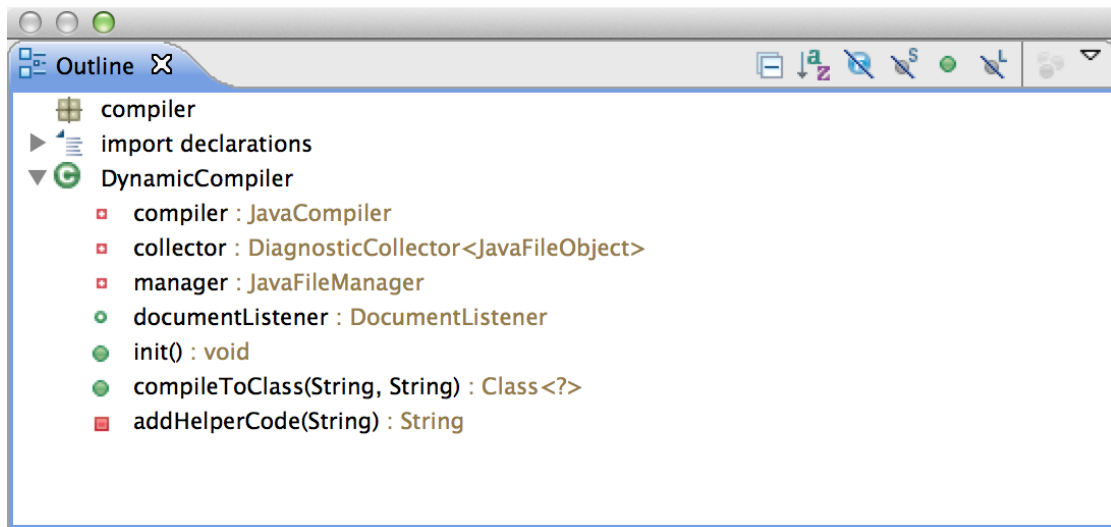 Outline
compiler
import declarations
DynamicCompiler
compiler : JavaCompiler
collector : DiagnosticCollector<JavaFileObject>
manager : JavaFileManager
documentListener : DocumentListener
init() : void
compileToClass(String, String) : Class<?>
addHelperCode(String) : String